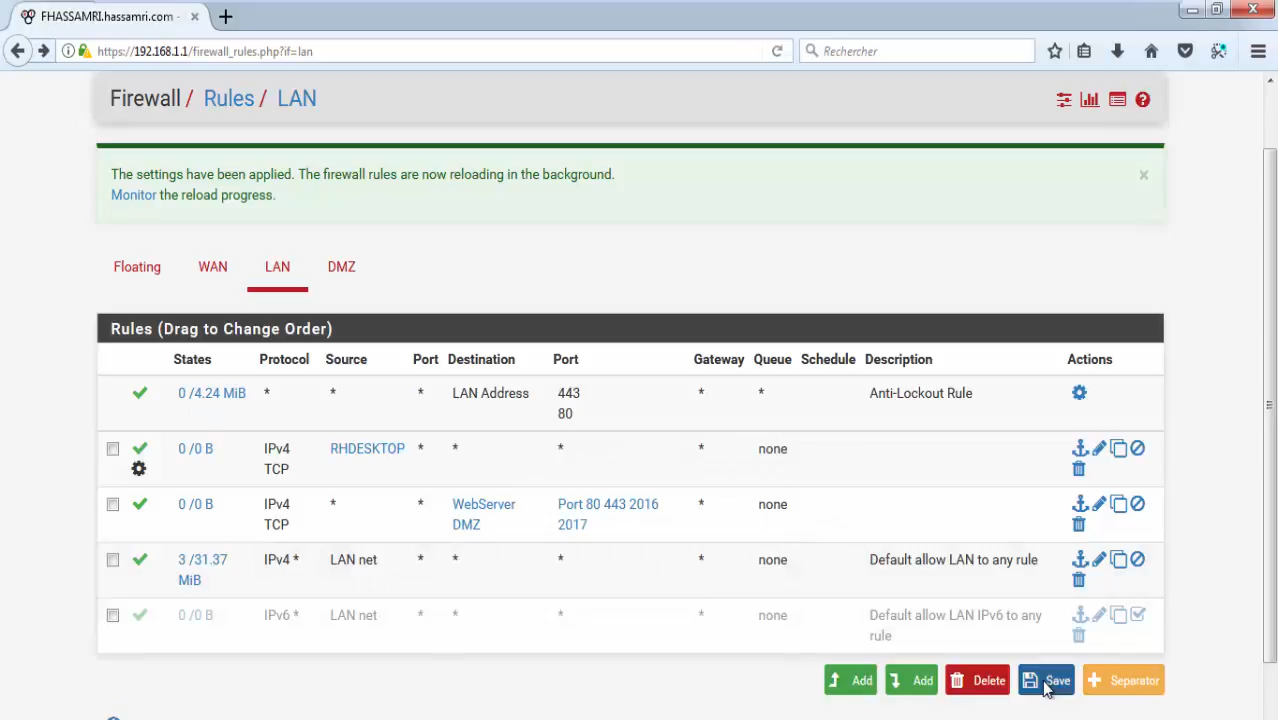 FHASSAMRI.hassamri.com -
https://192.168.1.1/firewall_rules.php?if=lan
Rechercher
Firewall / Rules / LAN
The settings have been applied. The firewall rules are now reloading in the background.
Monitor the reload progress.
Floating WAN LAN DMZ
Rules (Drag to Change Order)
States Protocol Source Port Destination Port Gateway Queue Schedule Description Actions
0 /4.24 MiB * * * LAN Address 443 * * Anti-Lockout Rule
80
0 /0 B IPv4 RHDESKTOP * * * * none
TCP
0 /0 B IPv4 * * WebServer Port 80 443 2016 * none
TCP DMZ 2017
3 /31.37 IPv4 * LAN net * * * * none Default allow LAN to any rule
MiB
0 /0 B IPv6 * LAN net * * * * none Default allow LAN IPv6 to any
rule
Add Add Delete Save Separator